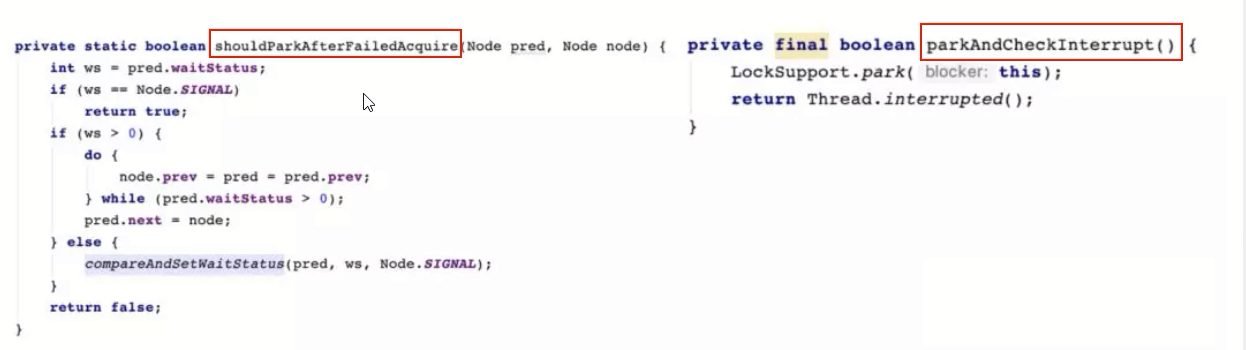 private static boolean shouldParkAfterFailedAcquire(Node pred, Node node) {
int ws = pred.waitStatus;
if (ws == Node.SIGNAL)
return true;
if (ws > 0) {
do {
node.prev = pred = pred.prev;
} while (pred.waitStatus > 0);
pred.next = node;
} else {
compareAndSetWaitStatus(pred, ws, Node.SIGNAL);
}
return false;
}
private final boolean parkAndCheckInterrupt() {
LockSupport.park( blocker: this);
return Thread.interrupted();
}